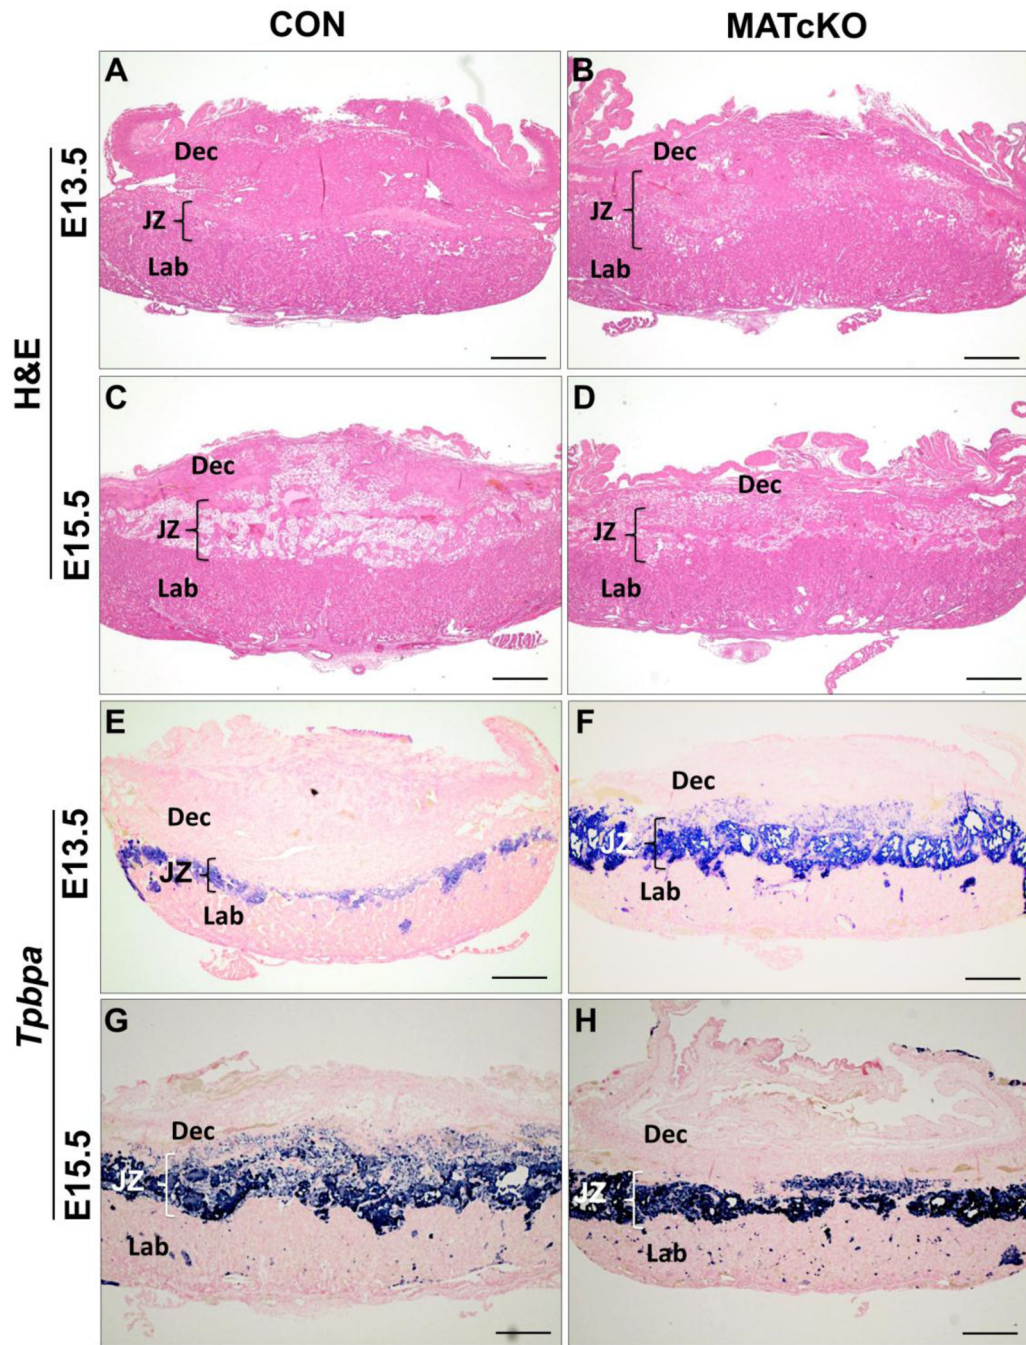 CON
MATcKO
H&E
E13.5
A
Dec
JZ
Lab
B
Dec
JZ
Lab
E15.5
C
Dec
JZ
Lab
D
Dec
JZ
Lab
Tpbpa
E13.5
E
Dec
JZ
Lab
F
Dec
JZ
Lab
E15.5
G
Dec
JZ
Lab
H
Dec
JZ
Lab